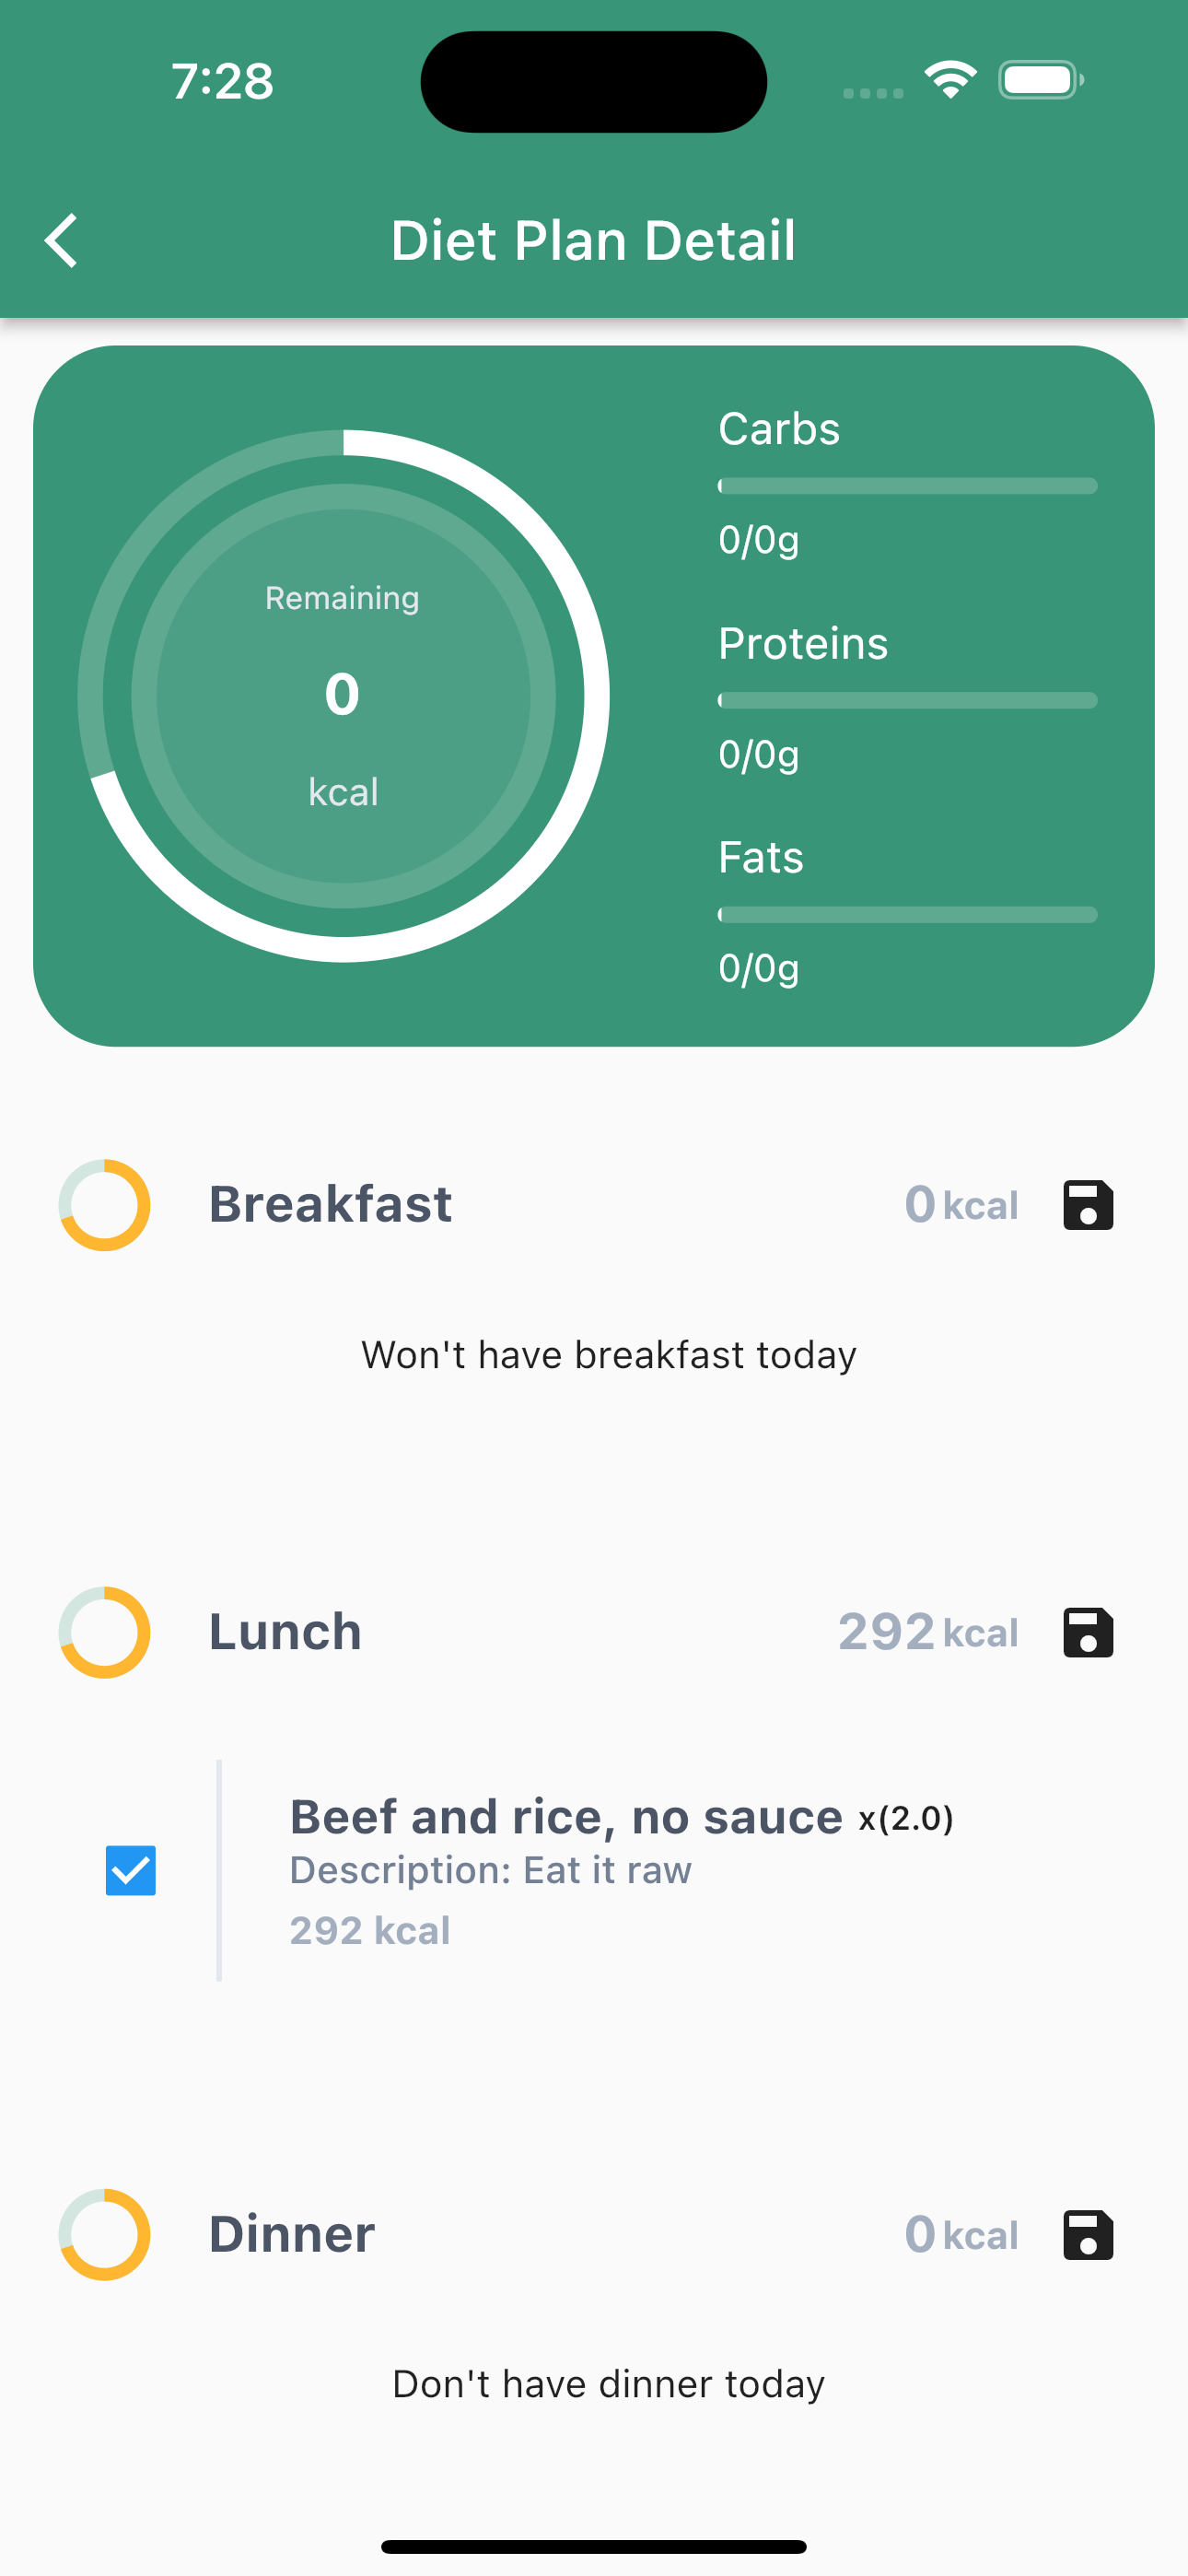 7:28
Diet Plan Detail
Carbs
0/0g
Remaining
Proteins
0
0/0g
kcal
Fats
0/0g
Breakfast 0 kcal
Won't have breakfast today
Lunch 292 kcal
Beef and rice, no sauce x(2.0)
Description: Eat it raw
292 kcal
Dinner 0 kcal
Don't have dinner today